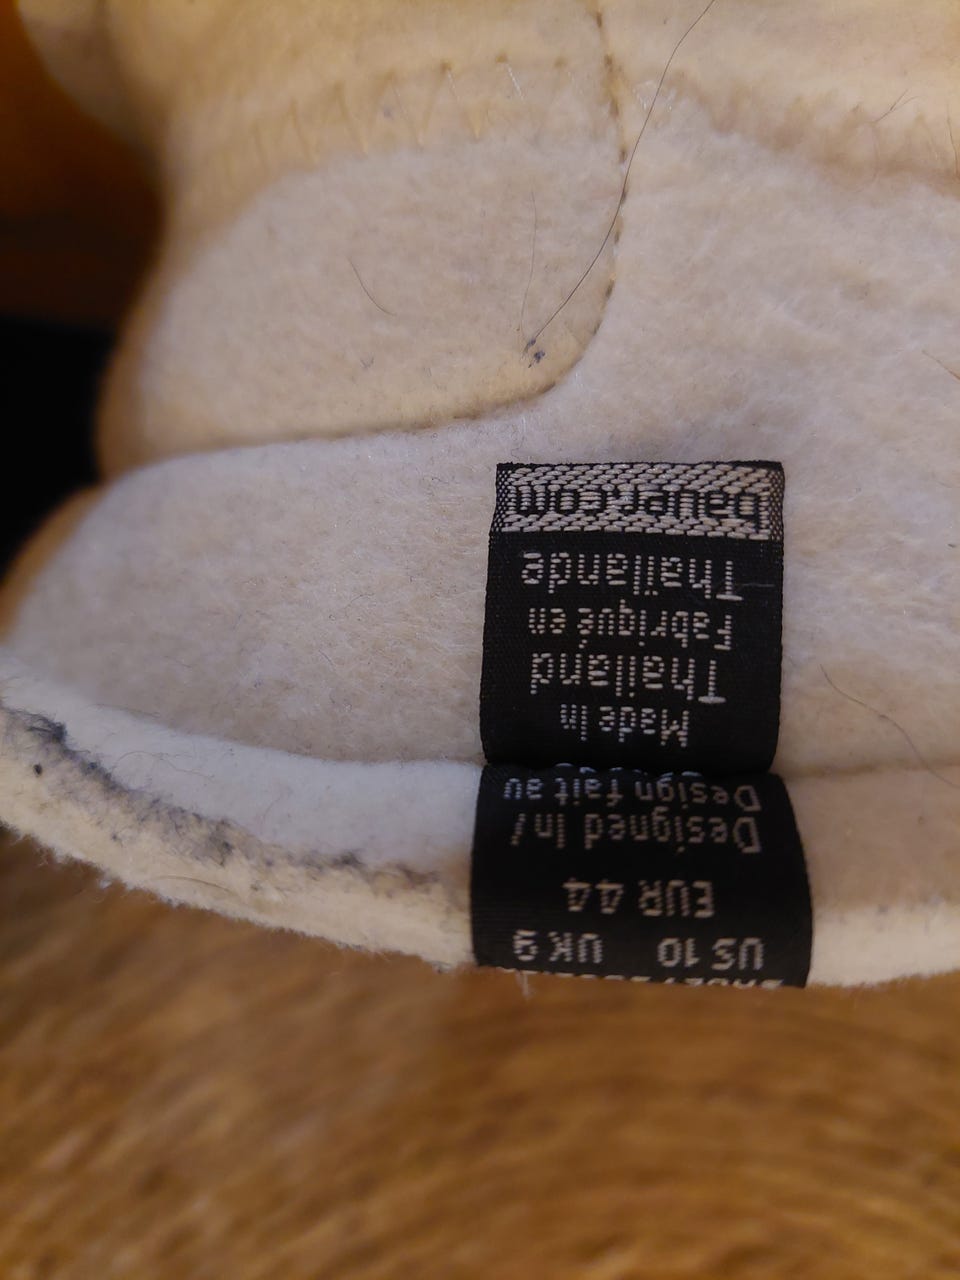 US 10 UK 9
EUR 44
Designed in/
Design fait au
Made in
Thailand
Fabriqué en
Thaïlande
bauer.com